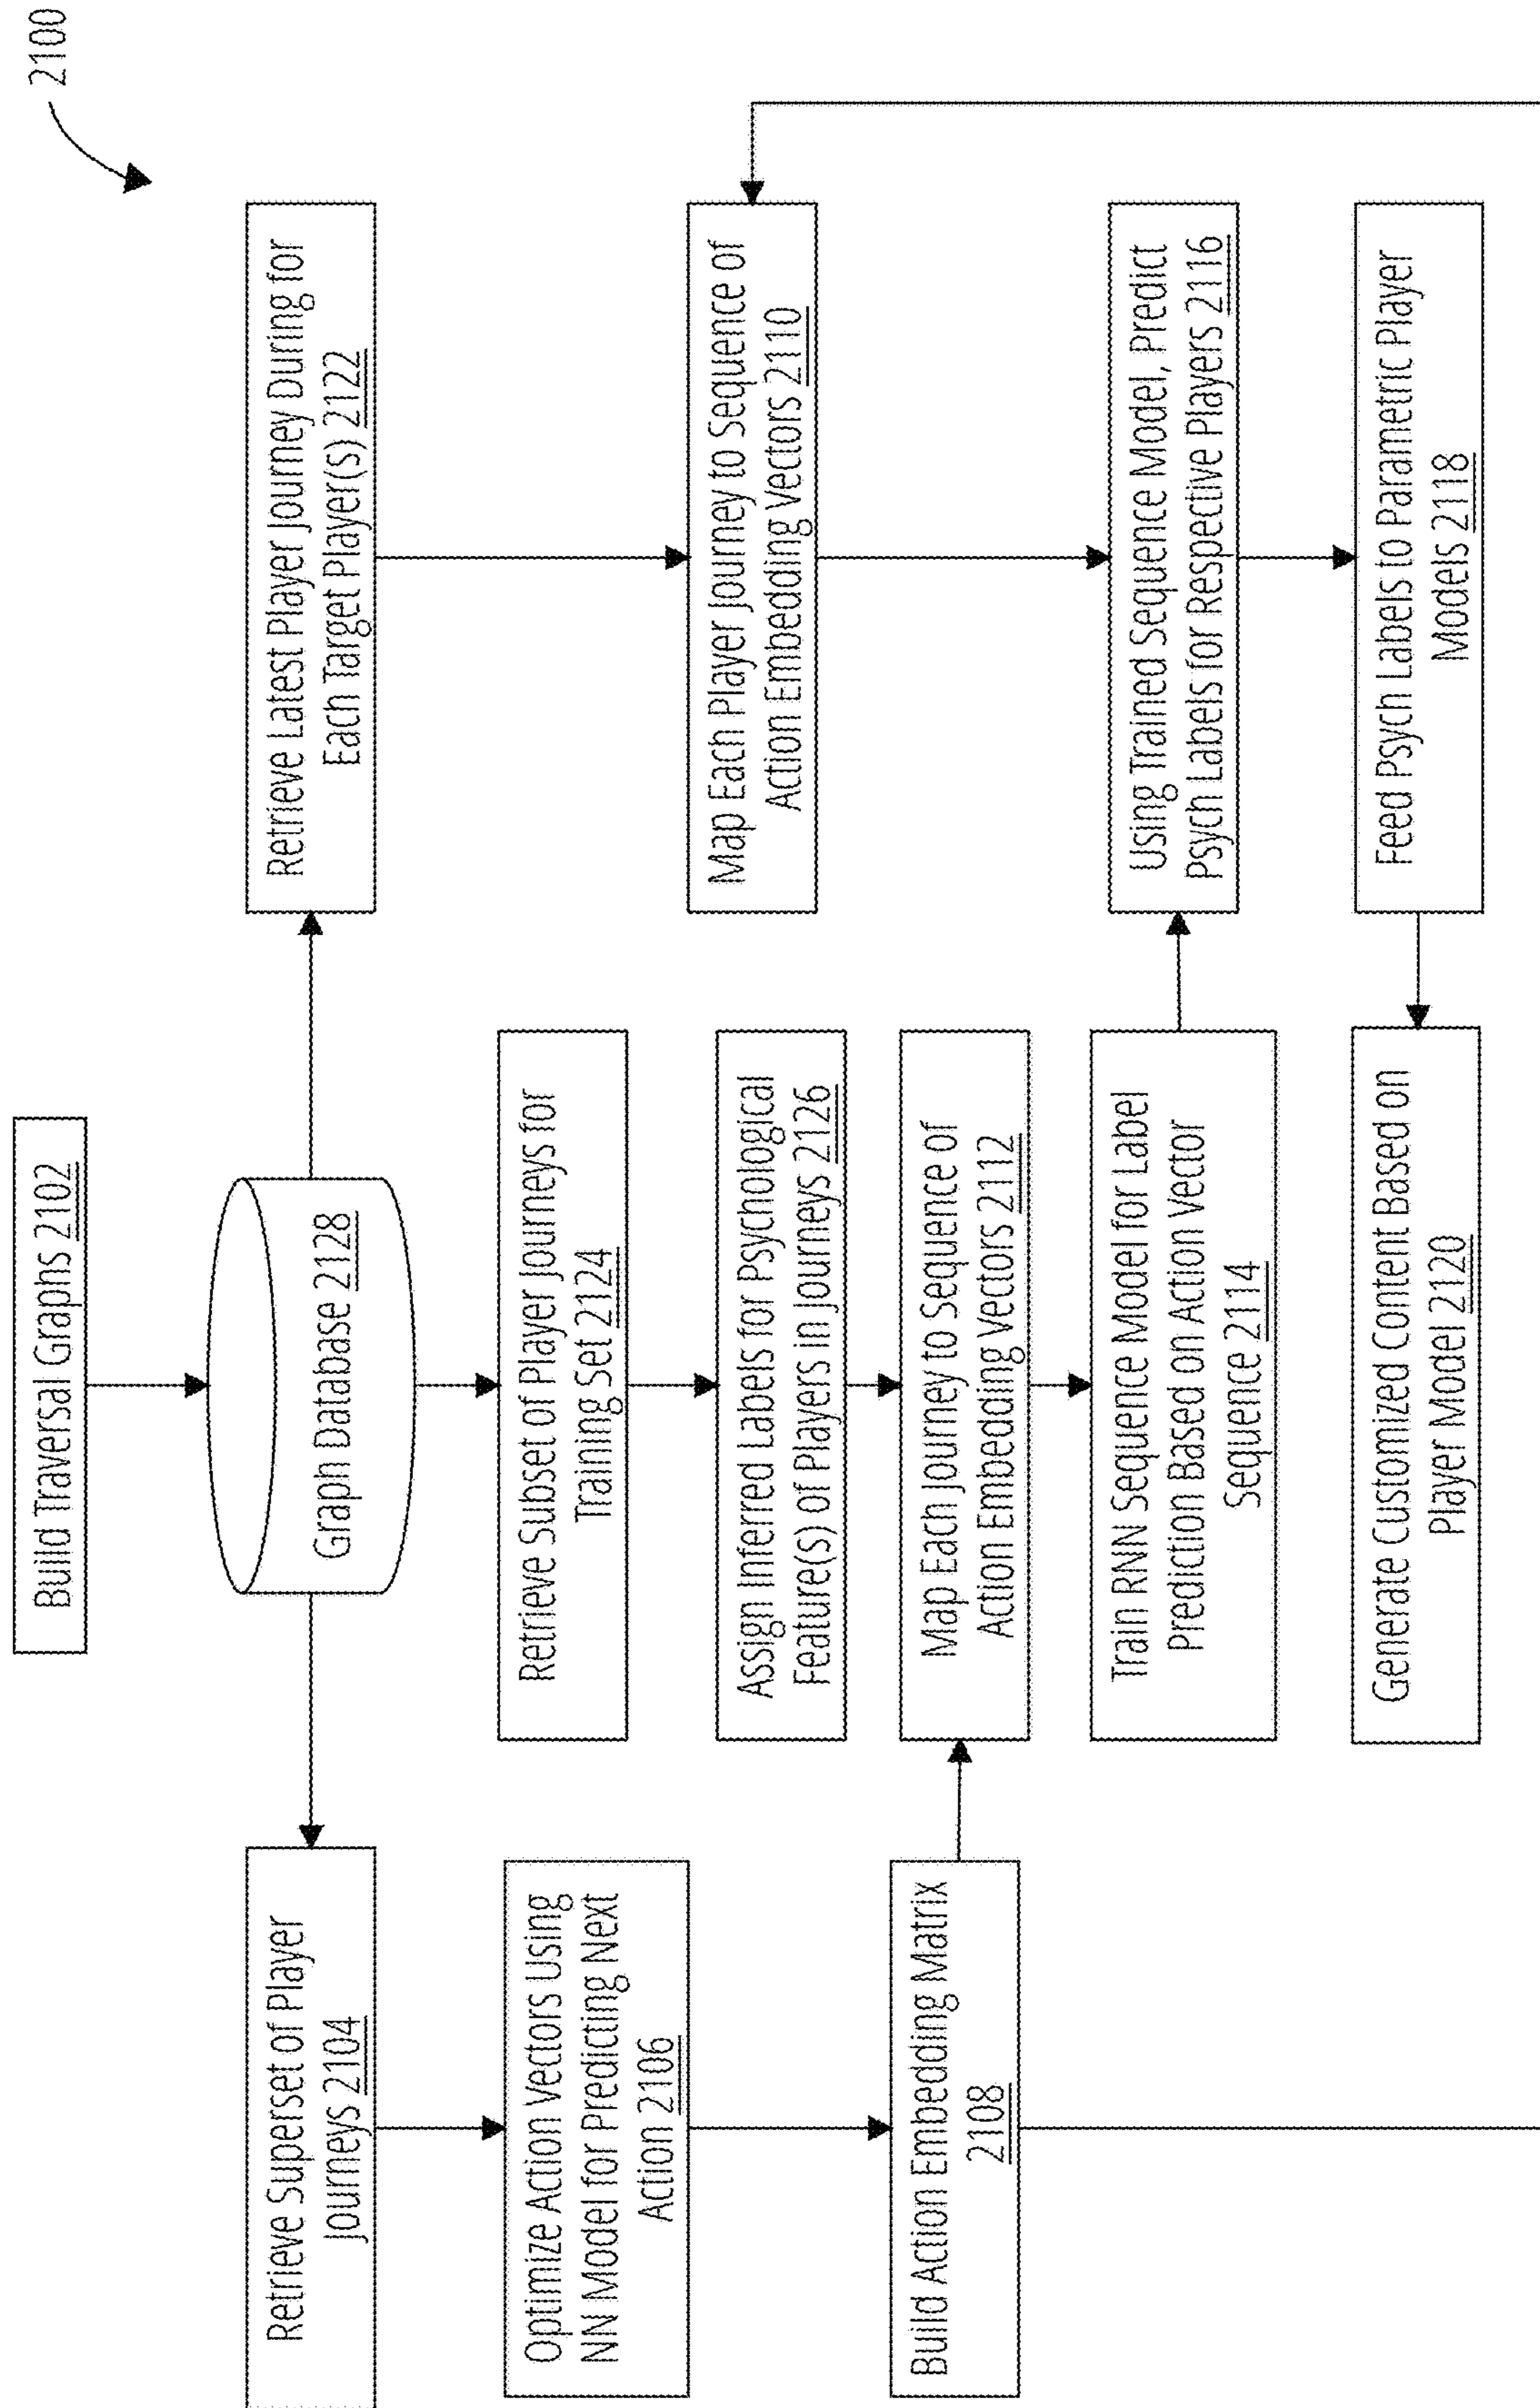 2100
Build Traversal Graphs 2102
Graph Database 2128
Retrieve Superset of Player
Journeys 2104
Optimize Action Vectors Using
NN Model for Predicting Next
Action 2106
Build Action Embedding Matrix
2108
Retrieve Subset of Player Journeys for
Training Set 2124
Assign Inferred Labels for Psychological
Feature(S) of Players in Journeys 2126
Map Each Journey to Sequence of
Action Embedding Vectors 2112
Train RNN Sequence Model for Label
Prediction Based on Action Vector
Sequence 2114
Retrieve Latest Player Journey During for
Each Target Player(S) 2122
Map Each Player Journey to Sequence of
Action Embedding Vectors 2110
Using Trained Sequence Model, Predict
Psych Labels for Respective Players 2116
Feed Psych Labels to Parametric Player
Models 2118
Generate Customized Content Based on
Player Model 2120